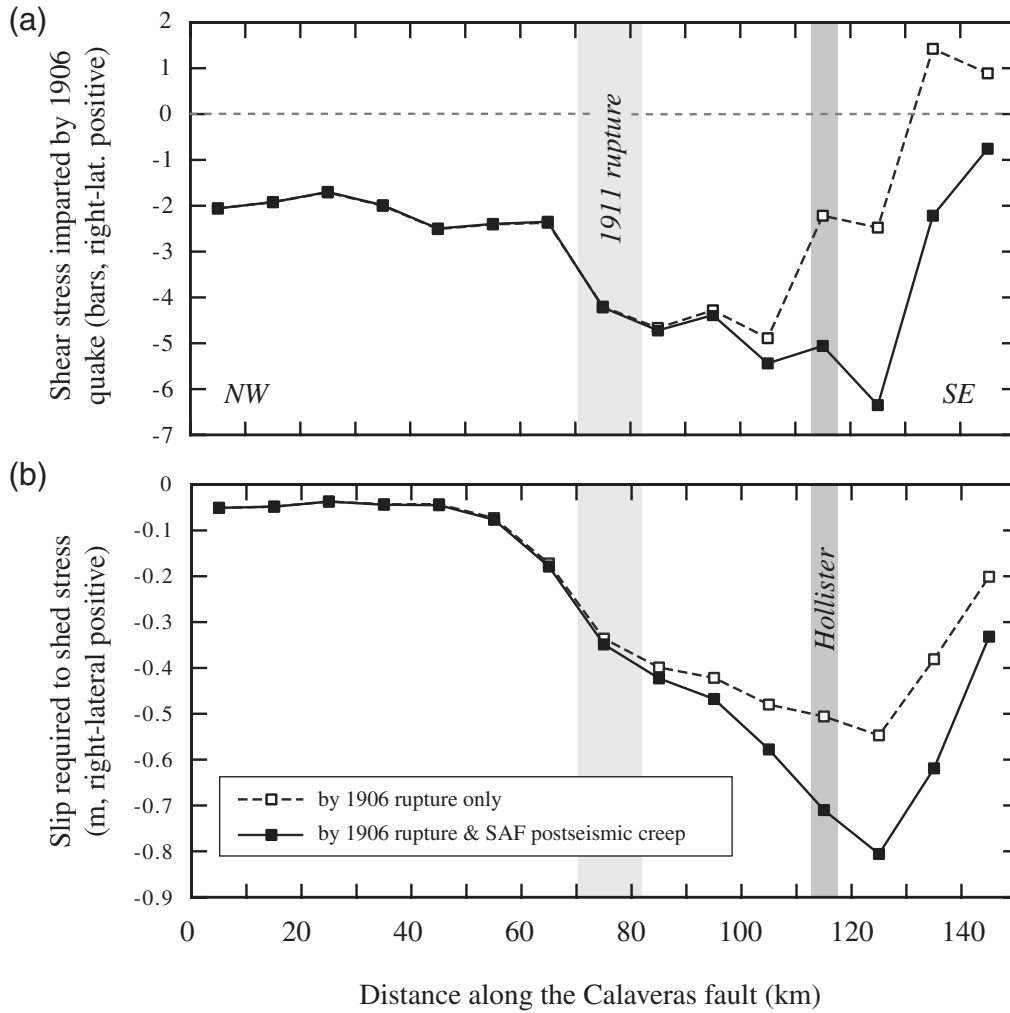 (a)
Shear stress imparted by 1906
quake (bars, right-lat. positive)
2
1
0
-1
-2
-3
-4
-5
-6
-7
1911 rupture
NW
SE
(b)
Slip required to shed stress
(m, right-lateral positive)
0
-0.1
-0.2
-0.3
-0.4
-0.5
-0.6
-0.7
-0.8
-0.9
Hollister
by 1906 rupture only
by 1906 rupture & SAF postseismic creep
0 20 40 60 80 100 120 140
Distance along the Calaveras fault (km)